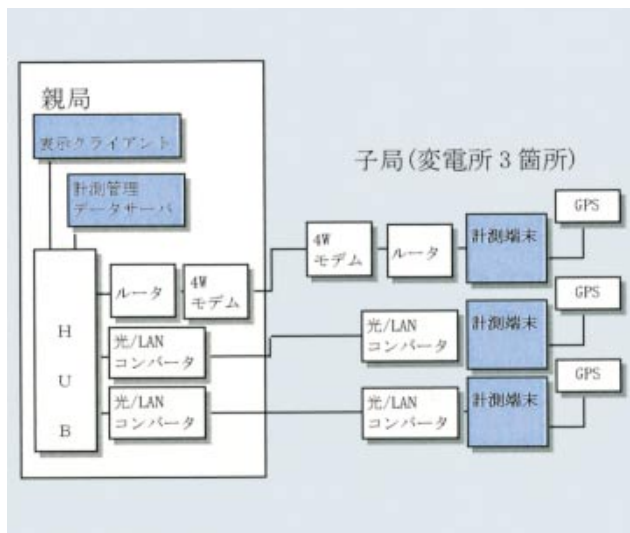 親局
表示クライアント
計測管理
データサーバ
子局(変電所3箇所)
GPS
4W
モデム
ルータ
計測端末
ルータ
4W
モデム
GPS
H
U
B
光/LAN
コンバータ
光/LAN
コンバータ
計測端末
GPS
光/LAN
コンバータ
光/LAN
コンバータ
計測端末